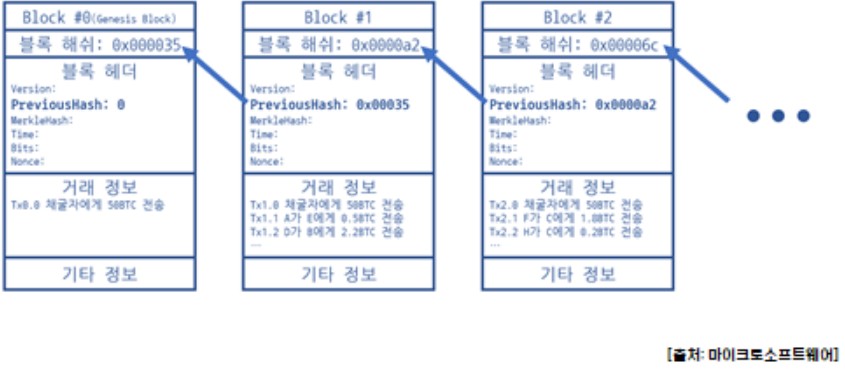 Block #0(Genesis Block)
블록 해쉬: 0x000035
블록 헤더
Version:
PreviousHash: 0
MerkleHash:
Time:
Bits:
Nonce:
거래 정보
Tx0.0 채굴자에게 50BTC 전송
기타 정보
Block #1
블록 해쉬: 0x0000a2
블록 헤더
Version:
PreviousHash: 0x00035
MerkleHash:
Time:
Bits:
Nonce:
거래 정보
Tx1.0 채굴자에게 50BTC 전송
Tx1.1 A가 E에게 0.5BTC 전송
Tx1.2 D가 B에게 2.2BTC 전송
...
기타 정보
Block #2
블록 해쉬: 0x00006c
블록 헤더
Version:
PreviousHash: 0x0000a2
MerkleHash:
Time:
Bits:
Nonce:
거래 정보
Tx2.0 채굴자에게 50BTC 전송
Tx2.1 F가 C에게 1.8BTC 전송
Tx2.2 H가 C에게 0.2BTC 전송
...
기타 정보
[출처: 마이크로소프트웨어]